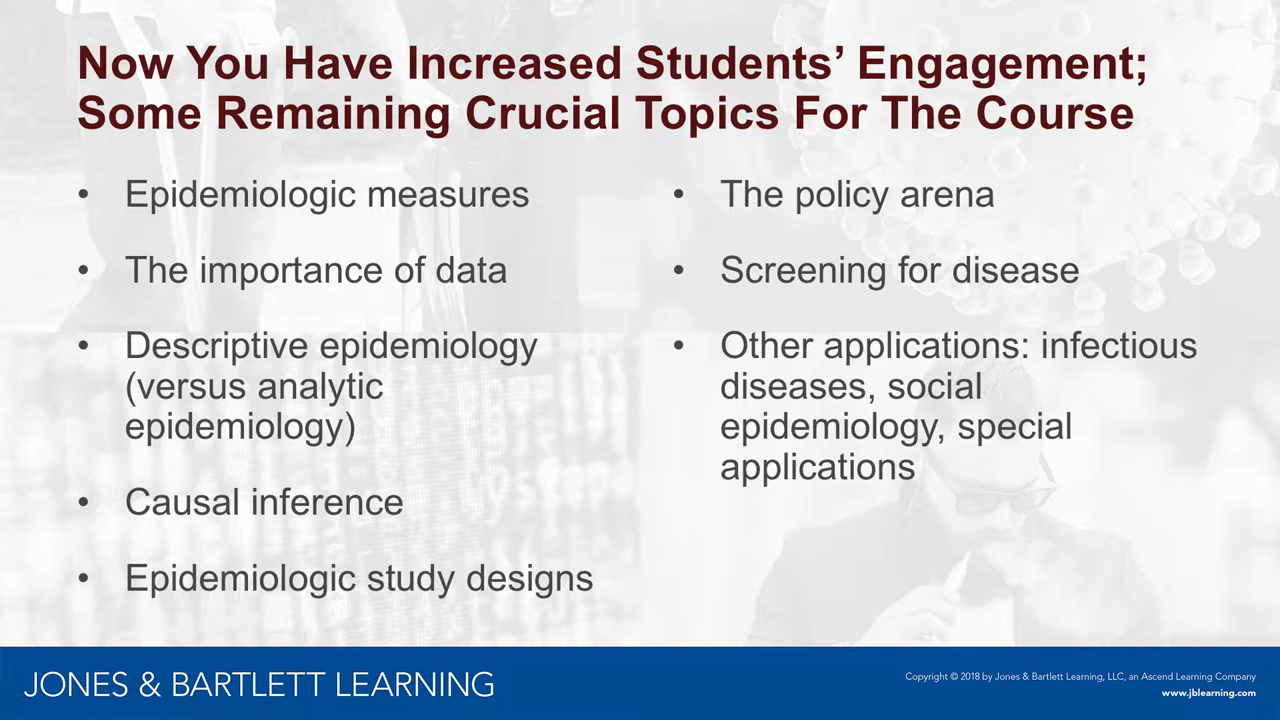 Now You Have Increased Students’ Engagement;
Some Remaining Crucial Topics For The Course
• Epidemiologic measures
• The importance of data
• Descriptive epidemiology
(versus analytic
epidemiology)
• Causal inference
• Epidemiologic study designs
• The policy arena
• Screening for disease
• Other applications: infectious
diseases, social
epidemiology, special
applications
JONES & BARTLETT LEARNING
Copyright © 2018 by Jones & Bartlett Learning, LLC, an Ascend Learning Company
www.jblearning.com